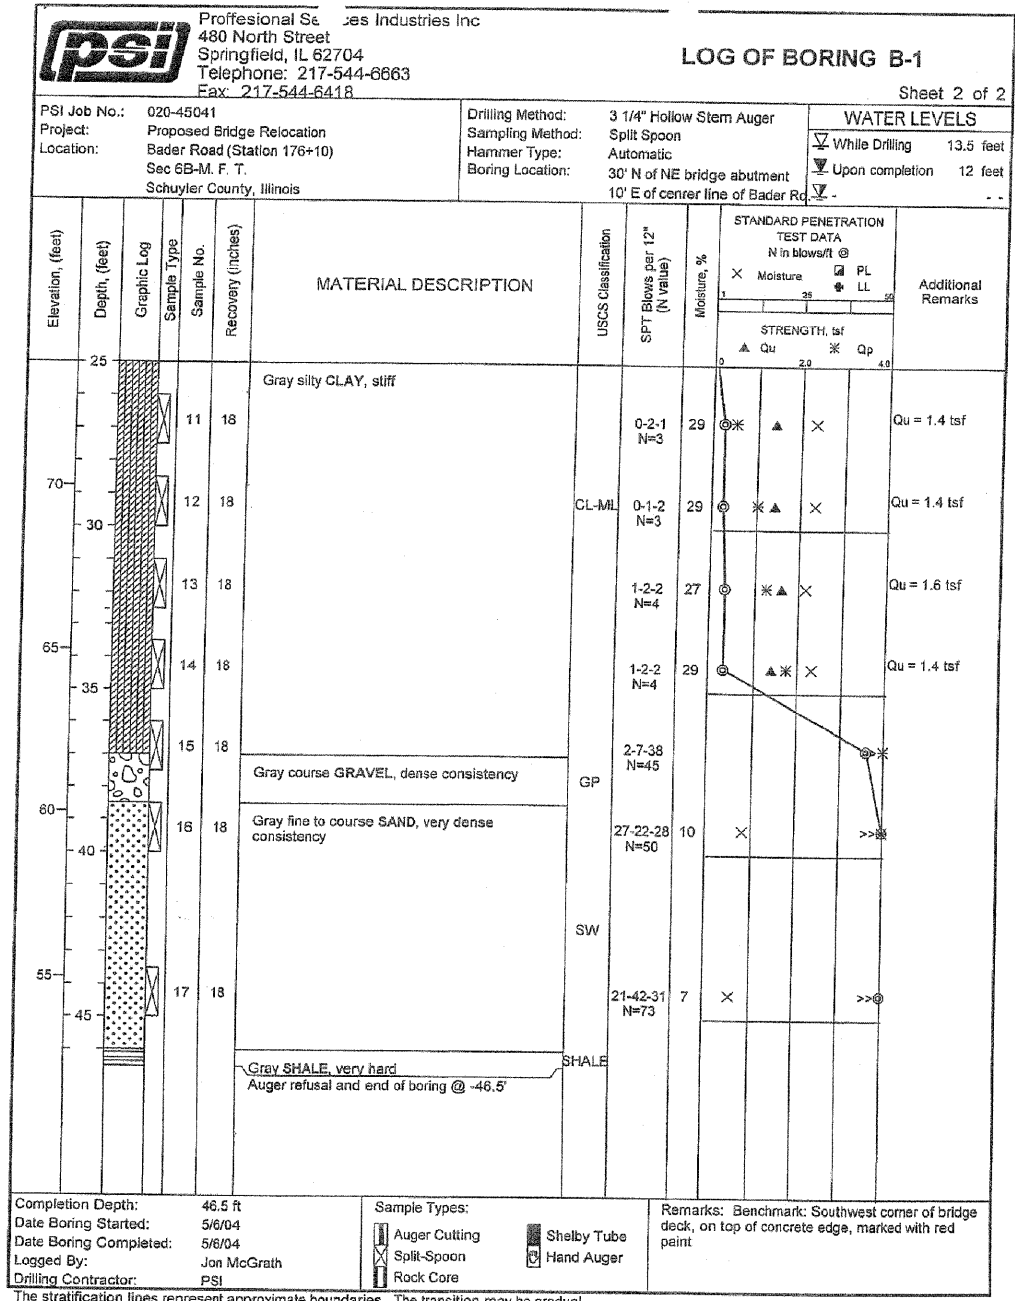 psi
Proffesional Se ces Industries Inc
480 North Street
Springfield, IL 62704
Telephone: 217-544-6663
Fax: 217-544-6418
LOG OF BORING B-1
Sheet 2 of 2
PSI Job No.: 020-45041
Project: Proposed Bridge Relocation
Location: Bader Road (Station 176+10)
Sec 6B-M. F. T.
Schuyler County, Illinois
Drilling Method: 3 1/4" Hollow Stem Auger
Sampling Method: Split Spoon
Hammer Type: Automatic
Boring Location: 30' N of NE bridge abutment
10' E of cenrer line of Bader Rd.
WATER LEVELS
While Drilling 13.5 feet
Upon completion 12 feet
- - -
Elevation, (feet)
Depth, (feet)
Graphic Log
Sample Type
Sample No.
Recovery (inches)
MATERIAL DESCRIPTION
USCS Classification
SPT Blows per 12"
(N value)
Moisture, %
STANDARD PENETRATION
TEST DATA
N in blows/ft ◎
× Moisture PL
LL
1 25 50
STRENGTH, tsf
▲ Qu ✳ Qp
0 2.0 4.0
Additional
Remarks
25
Gray silty CLAY, stiff
11 18 0-2-1 29 Qu = 1.4 tsf
N=3
70
12 18 CL-ML 0-1-2 29 Qu = 1.4 tsf
N=3
30
13 18 1-2-2 27 Qu = 1.6 tsf
N=4
65
14 18 1-2-2 29 Qu = 1.4 tsf
N=4
35
15 18 2-7-38
N=45
Gray course GRAVEL, dense consistency
GP
60
16 18 Gray fine to course SAND, very dense
consistency
27-22-28 10 >>
N=50
40
SW
55
17 18 21-42-31 7 >>
N=73
45
SHALE
Gray SHALE, very hard
Auger refusal and end of boring @ -46.5'
Completion Depth: 46.5 ft
Date Boring Started: 5/6/04
Date Boring Completed: 5/6/04
Logged By: Jon McGrath
Drilling Contractor: PSI
Sample Types:
Auger Cutting
Split-Spoon
Rock Core
Shelby Tube
Hand Auger
Remarks: Benchmark: Southwest corner of bridge
deck, on top of concrete edge, marked with red
paint
The stratification lines represent approximate boundaries. The transition may be gradual.